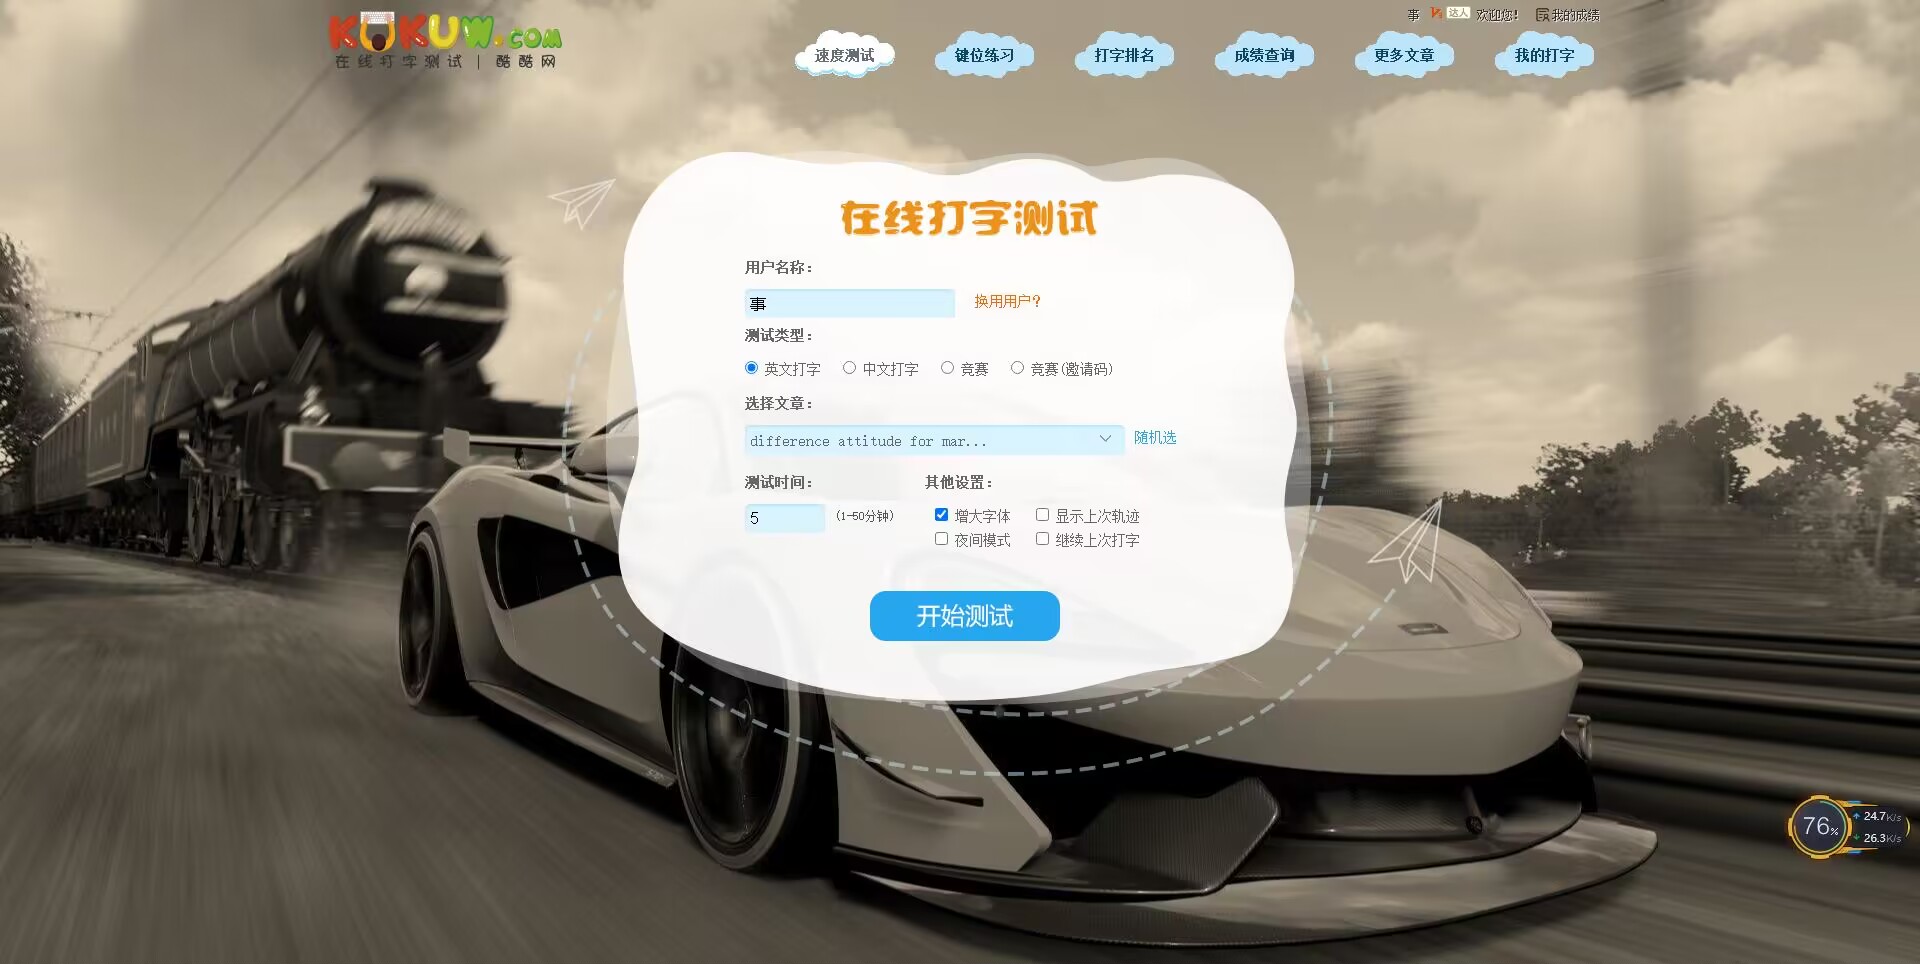 事 达人 欢迎您! 我的成绩
KUKUW.COM
在线打字测试 | 酷酷网
速度测试 键位练习 打字排名 成绩查询 更多文章 我的打字
在线打字测试
用户名称:
事 换用用户?
测试类型:
英文打字 中文打字 竞赛 竞赛(邀请码)
选择文章:
difference attitude for mar... 随机选
测试时间: 其他设置:
5 (1-50分钟) 增大字体 显示上次轨迹
夜间模式 继续上次打字
开始测试
76% 24.7K/s
26.3K/s